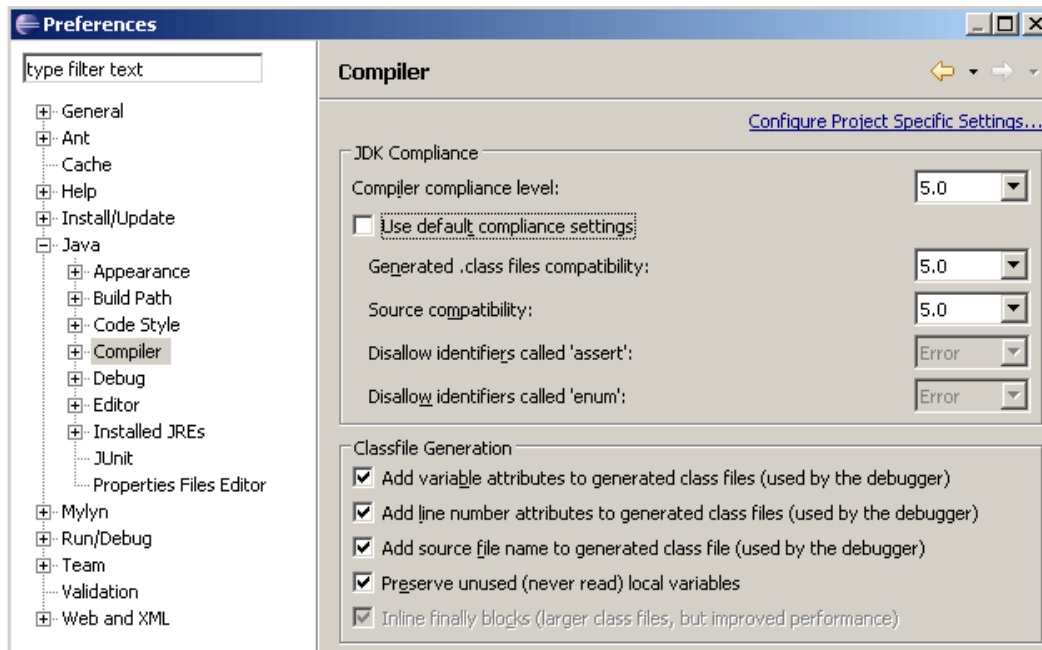 Preferences
type filter text
General
Ant
Cache
Help
Install/Update
Java
Appearance
Build Path
Code Style
Compiler
Debug
Editor
Installed JREs
JUnit
Properties Files Editor
Mylyn
Run/Debug
Team
Validation
Web and XML
Compiler
Configure Project Specific Settings...
JDK Compliance
Compiler compliance level: 5.0
Use default compliance settings
Generated .class files compatibility: 5.0
Source compatibility: 5.0
Disallow identifiers called 'assert': Error
Disallow identifiers called 'enum': Error
Classfile Generation
Add variable attributes to generated class files (used by the debugger)
Add line number attributes to generated class files (used by the debugger)
Add source file name to generated class file (used by the debugger)
Preserve unused (never read) local variables
Inline finally blocks (larger class files, but improved performance)